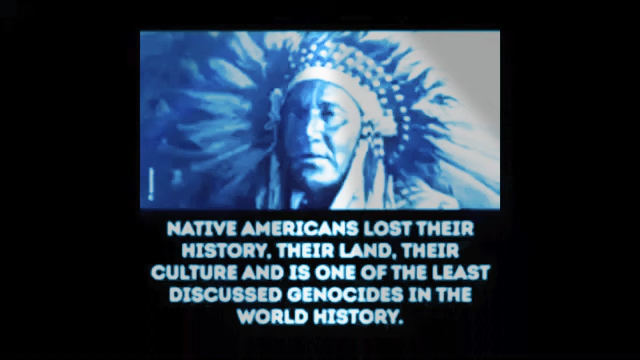 NATIVE AMERICANS LOST THEIR
HISTORY, THEIR LAND, THEIR
CULTURE AND IS ONE OF THE LEAST
DISCUSSED GENOCIDES IN THE
WORLD HISTORY.